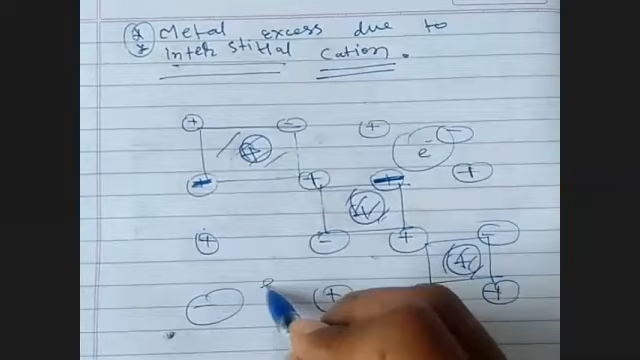 Metal excess due to
Interstitial Cation.
+ - + -
+ e-
- + +
+
+ - + -
+
+
- e +